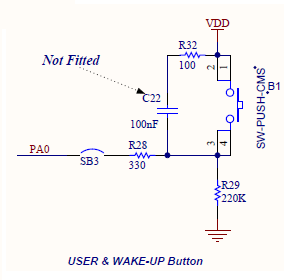 VDD
R32
100
Not Fitted
2
1
B1
SW-PUSH-CMS
C22
100nF
3
4
PA0
SB3
R28
330
R29
220K
USER & WAKE-UP Button